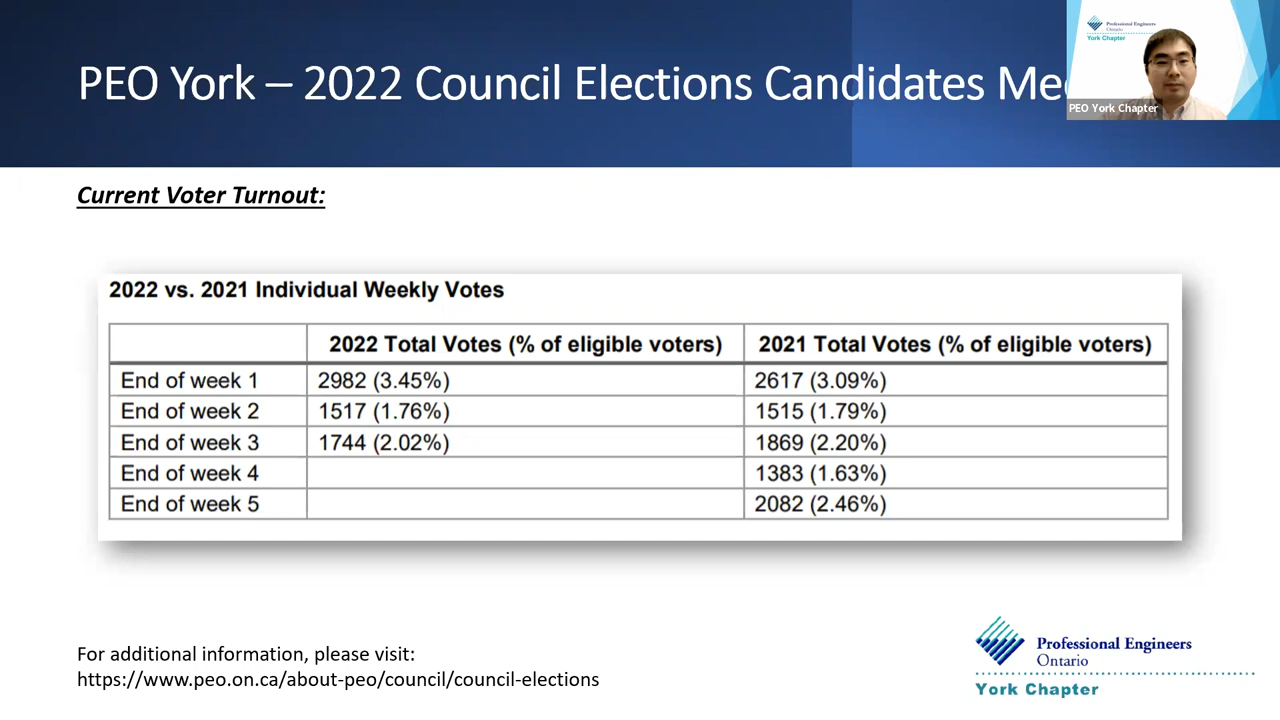 PEO York – 2022 Council Elections Candidates Me
Professional Engineers
Ontario
York Chapter
PEO York Chapter
Current Voter Turnout:
2022 vs. 2021 Individual Weekly Votes
2022 Total Votes (% of eligible voters) 2021 Total Votes (% of eligible voters)
End of week 1 2982 (3.45%) 2617 (3.09%)
End of week 2 1517 (1.76%) 1515 (1.79%)
End of week 3 1744 (2.02%) 1869 (2.20%)
End of week 4 1383 (1.63%)
End of week 5 2082 (2.46%)
For additional information, please visit:
https://www.peo.on.ca/about-peo/council/council-elections
Professional Engineers
Ontario
York Chapter